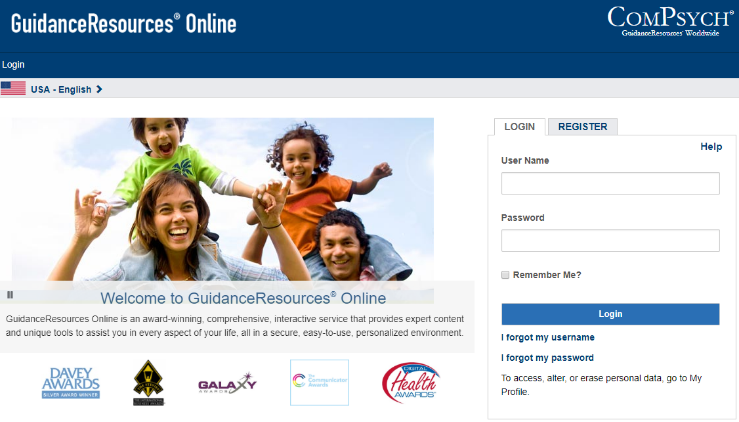 GuidanceResources® Online
COMPSYCH®
GuidanceResources® Worldwide
Login
USA - English
LOGIN
REGISTER
Help
User Name
Password
Remember Me?
Login
I forgot my username
I forgot my password
To access, alter, or erase personal data, go to My
Profile.
Welcome to GuidanceResources® Online
GuidanceResources Online is an award-winning, comprehensive, interactive service that provides expert content
and unique tools to assist you in every aspect of your life, all in a secure, easy-to-use, personalized environment.
DAVEY
AWARDS
SILVER AWARD WINNER
GALAXY
AWARDS
the
Communicator
Awards
DIGITAL
Health
AWARDS